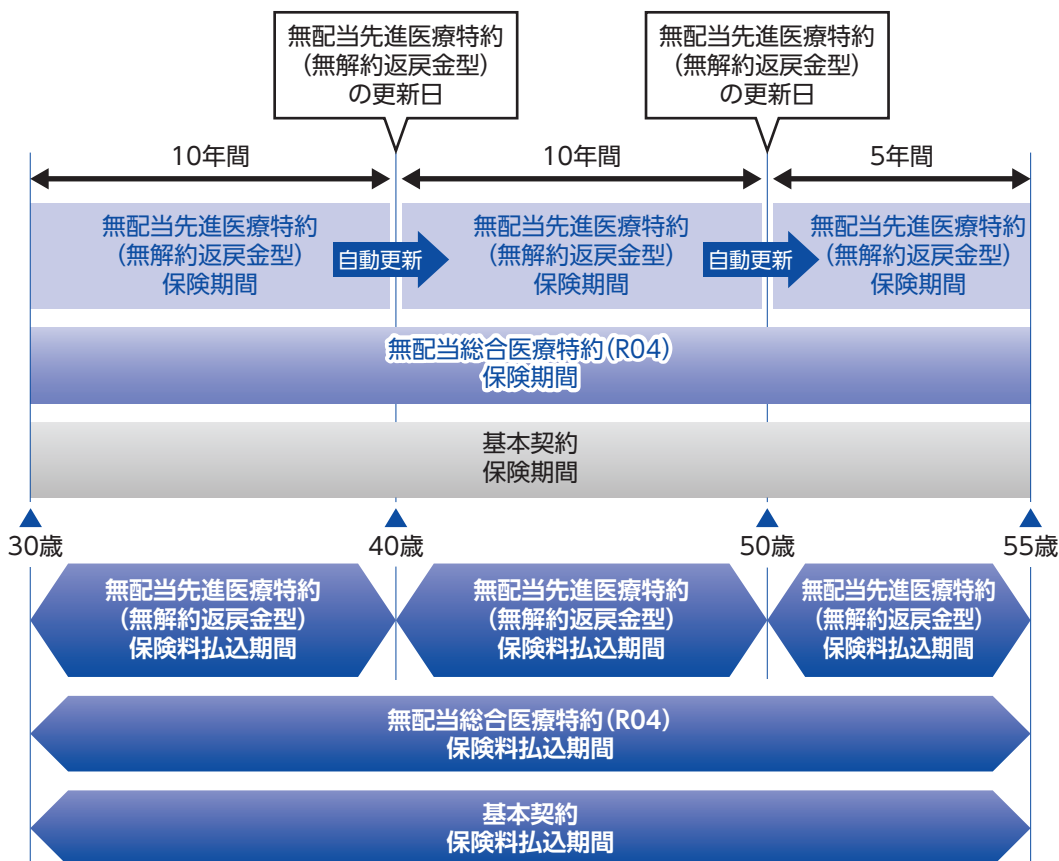 無配当先進医療特約
(無解約返戻金型)
の更新日
無配当先進医療特約
(無解約返戻金型)
の更新日
10年間
10年間
5年間
無配当先進医療特約
(無解約返戻金型)
保険期間
自動更新
無配当先進医療特約
(無解約返戻金型)
保険期間
自動更新
無配当先進医療特約
(無解約返戻金型)
保険期間
無配当総合医療特約(R04)
保険期間
基本契約
保険期間
30歳
40歳
50歳
55歳
無配当先進医療特約
(無解約返戻金型)
保険料払込期間
無配当先進医療特約
(無解約返戻金型)
保険料払込期間
無配当先進医療特約
(無解約返戻金型)
保険料払込期間
無配当総合医療特約(R04)
保険料払込期間
基本契約
保険料払込期間